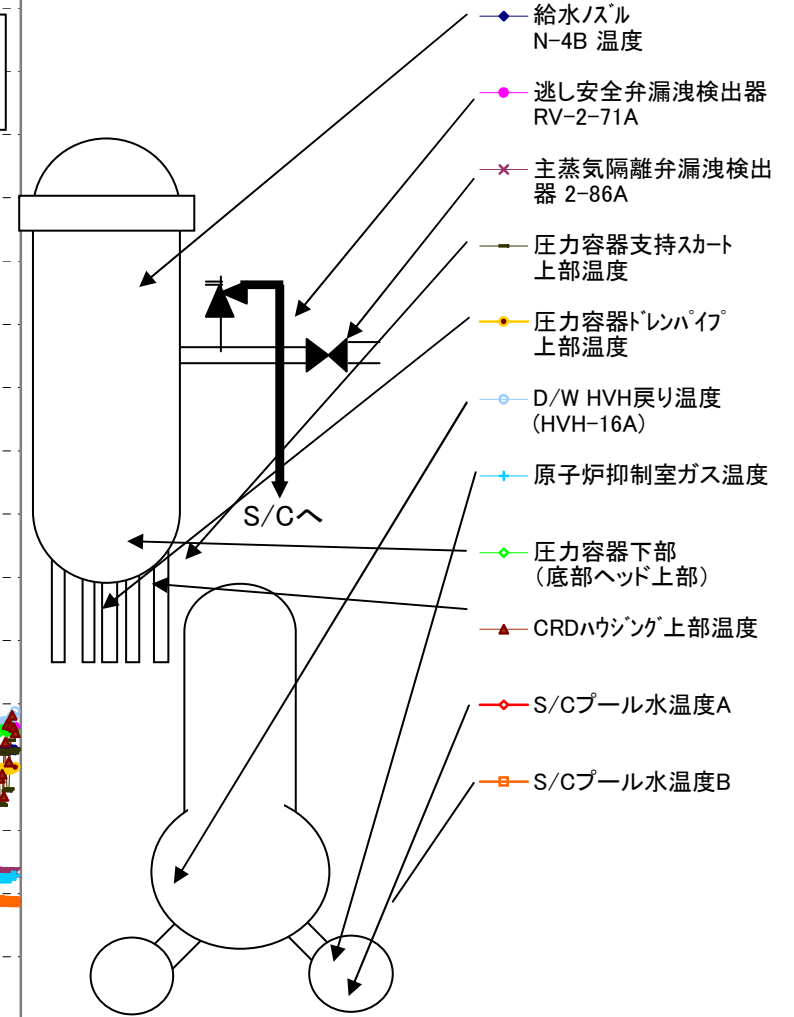 給水ﾉｽﾞﾙ
N-4B 温度
逃し安全弁漏洩検出器
RV-2-71A
主蒸気隔離弁漏洩検出
器 2-86A
圧力容器支持ｽｶｰﾄ
上部温度
圧力容器ﾄﾞﾚﾝﾊﾟｲﾌﾟ
上部温度
D/W HVH戻り温度
(HVH-16A)
原子炉抑制室ガス温度
S/Cへ
圧力容器下部
（底部ヘッド上部）
CRDﾊｳｼﾞﾝｸﾞ上部温度
S/Cプール水温度A
S/Cプール水温度B